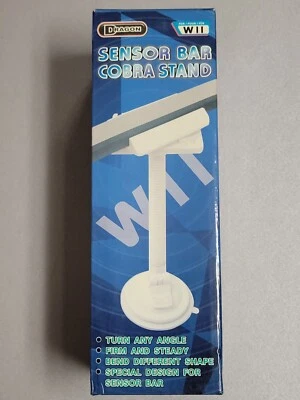 DRAGON
WII
SENSOR BAR
COBRA STAND
WII
• TURN ANY ANGLE
• FIRM AND STEADY
• BEND DIFFERENT SHAPE
• SPECIAL DESIGN FOR
SENSOR BAR